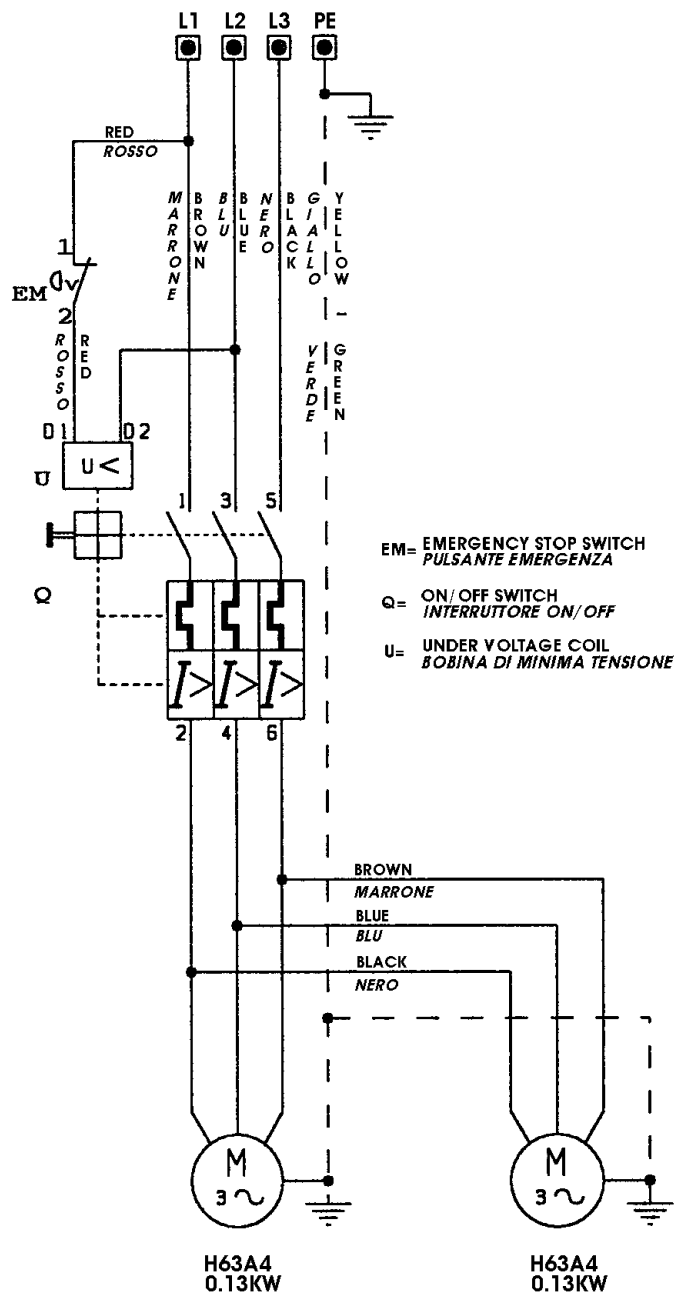 L1 L2 L3 PE
RED
ROSSO
MARRONE
BROWN
BLU
BLUE
NERO
BLACK
GIALLO
YELLOW
-
VERDE
GREEN
1
EM
2
ROSSO
RED
D1 D2
U
U<
1 3 5
Q
EM= EMERGENCY STOP SWITCH
PULSANTE EMERGENZA
Q= ON/OFF SWITCH
INTERRUTTORE ON/OFF
U= UNDER VOLTAGE COIL
BOBINA DI MINIMA TENSIONE
I> I> I>
2 4 6
BROWN
MARRONE
BLUE
BLU
BLACK
NERO
M
3~
M
3~
H63A4
0.13KW
H63A4
0.13KW